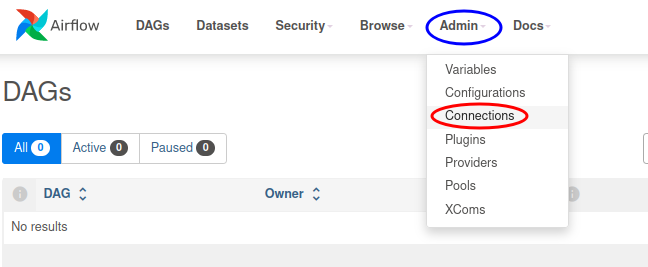 Airflow DAGs Datasets Security Browse Admin Docs
Variables
DAGs
Configurations
Connections
All 0 Active 0 Paused 0
Plugins
Providers
Pools
DAG Owner
XComs
No results